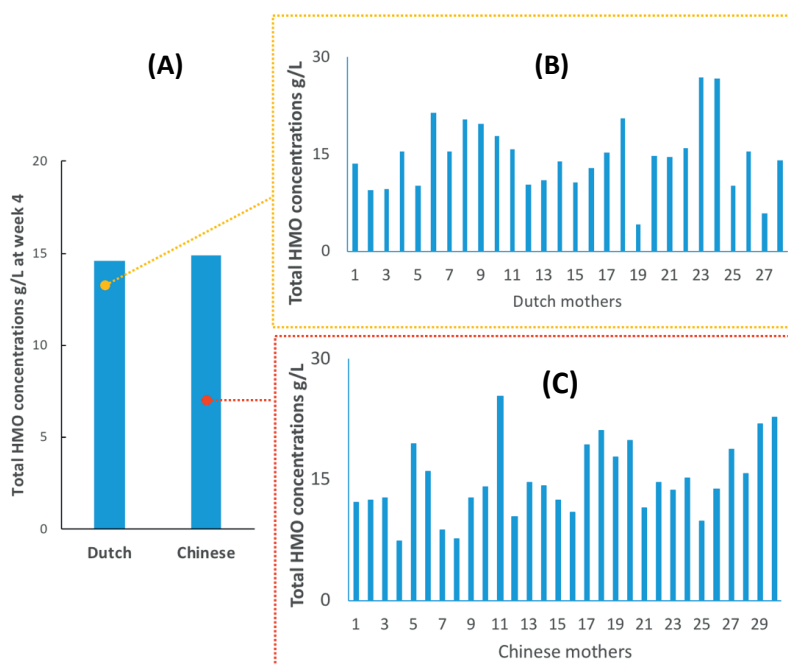 (A)
Total HMO concentrations g/L at week 4
20
15
10
5
0
Dutch Chinese
(B)
Total HMO concentrations g/L
30
15
0
1 3 5 7 9 11 13 15 17 19 21 23 25 27
Dutch mothers
(C)
Total HMO concentrations g/L
30
15
0
1 3 5 7 9 11 13 15 17 19 21 23 25 27 29
Chinese mothers